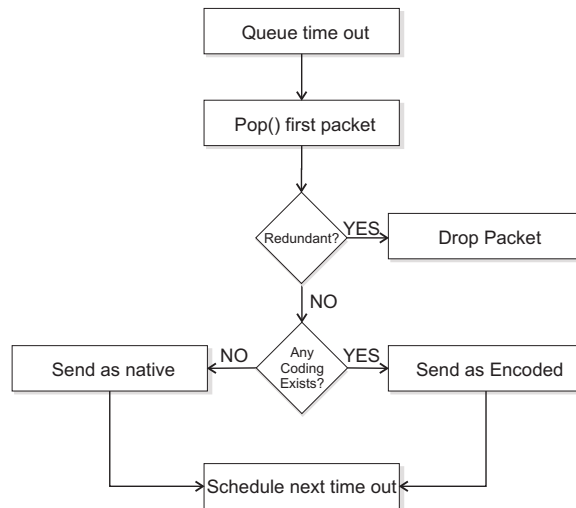 Queue time out
Pop() first packet
Redundant?
YES
Drop Packet
NO
Send as native
NO
Any
Coding
Exists?
YES
Send as Encoded
Schedule next time out